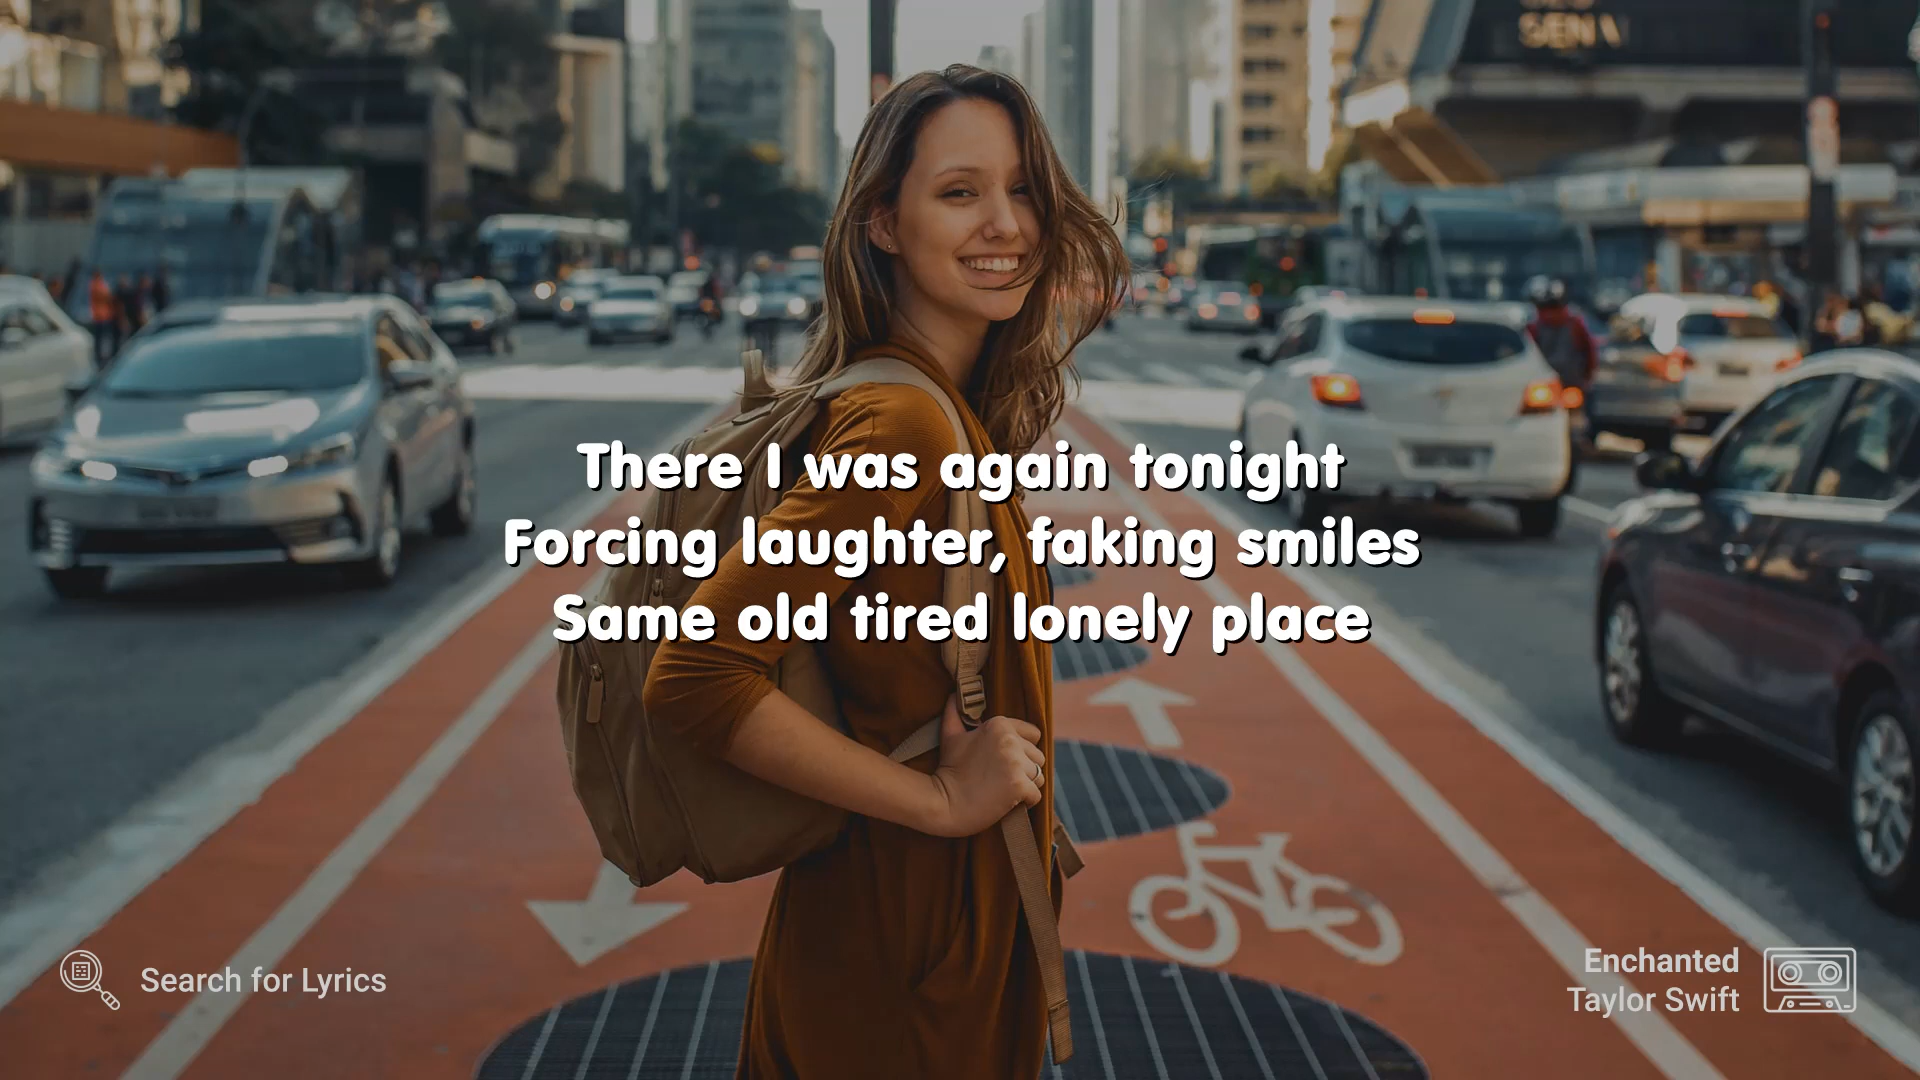 There I was again tonight
Forcing laughter, faking smiles
Same old tired lonely place
Search for Lyrics
Enchanted
Taylor Swift